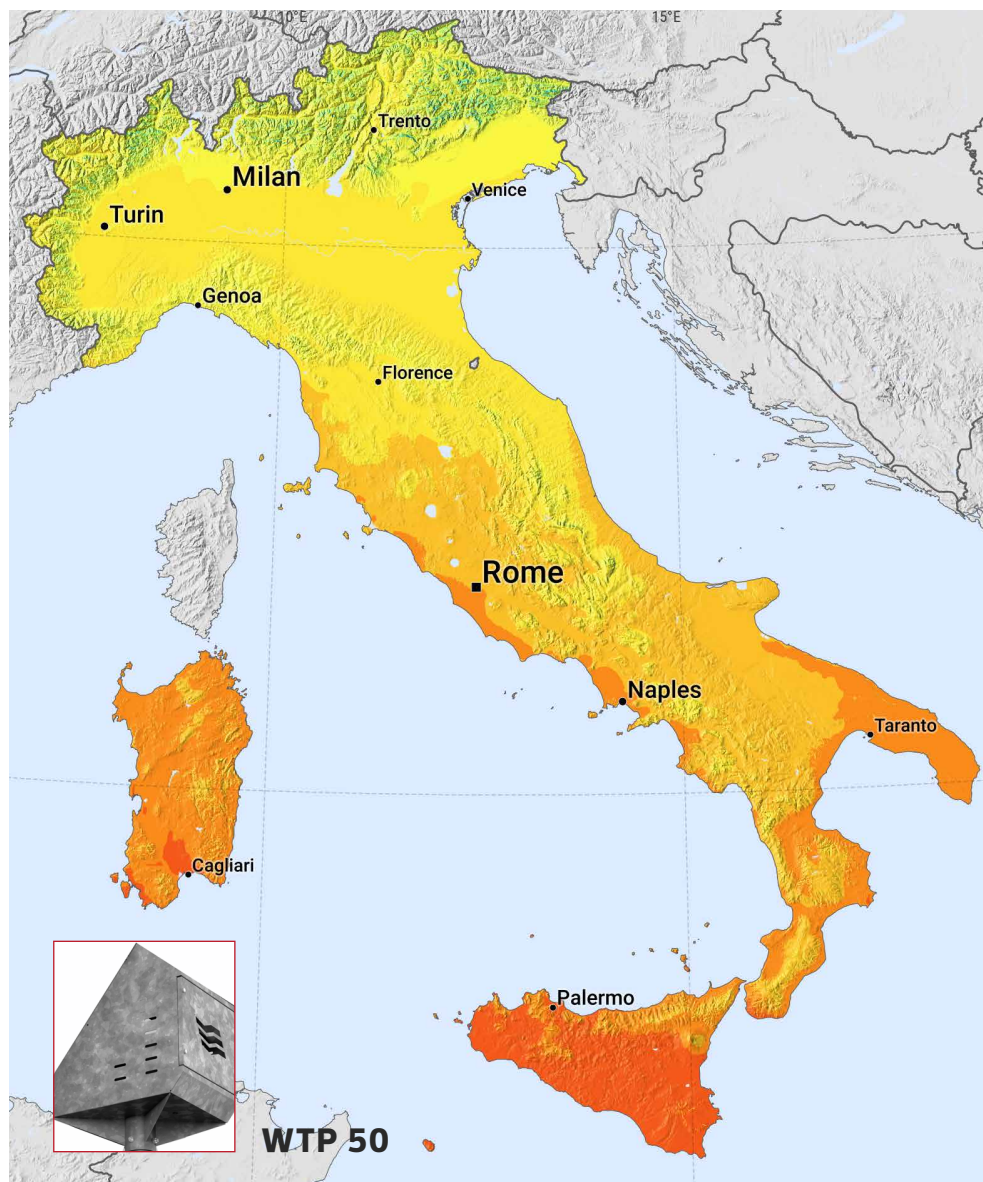 10°E
15°E
Trento
Milan
Venice
Turin
Genoa
Florence
Rome
Naples
Taranto
Cagliari
Palermo
WTP 50